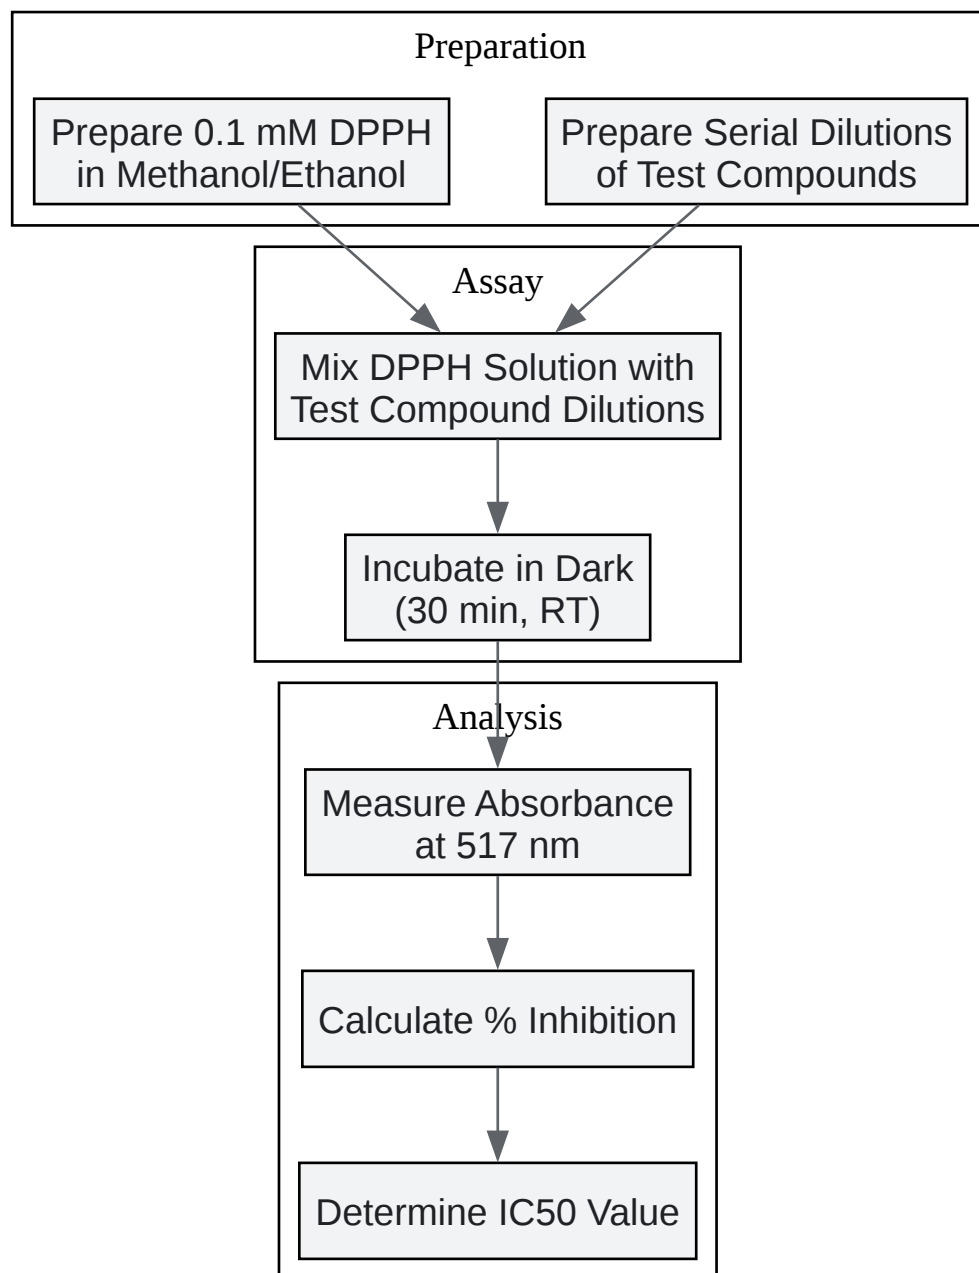 Preparation
Prepare 0.1 mM DPPH
in Methanol/Ethanol
Prepare Serial Dilutions
of Test Compounds
Assay
Mix DPPH Solution with
Test Compound Dilutions
Incubate in Dark
(30 min, RT)
Analysis
Measure Absorbance
at 517 nm
Calculate % Inhibition
Determine IC50 Value